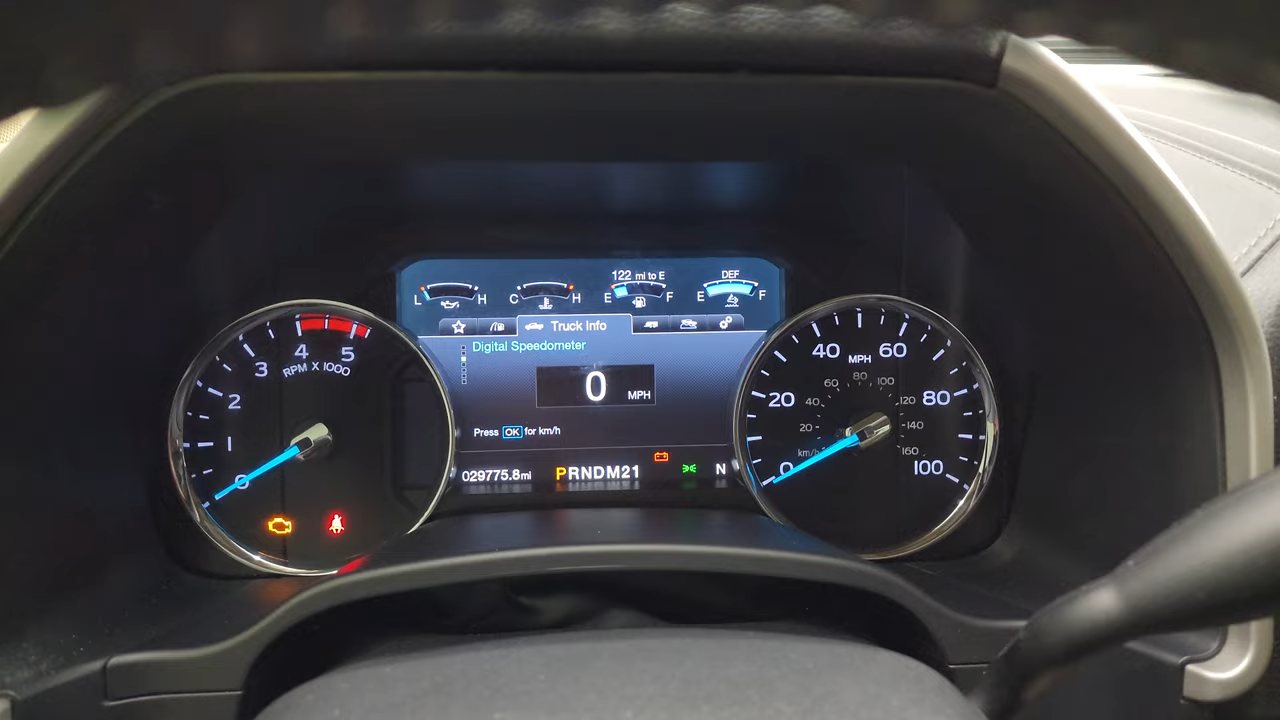 122 mi to E
DEF
L H C H E F E F
Truck Info
Digital Speedometer
0 MPH
Press OK for km/h
029775.8mi PRNDM21 N
0 1 2 3 4 5
RPM X 1000
0 20 40 60 80 100
MPH
20 40 60 80 100 120 140 160
km/h